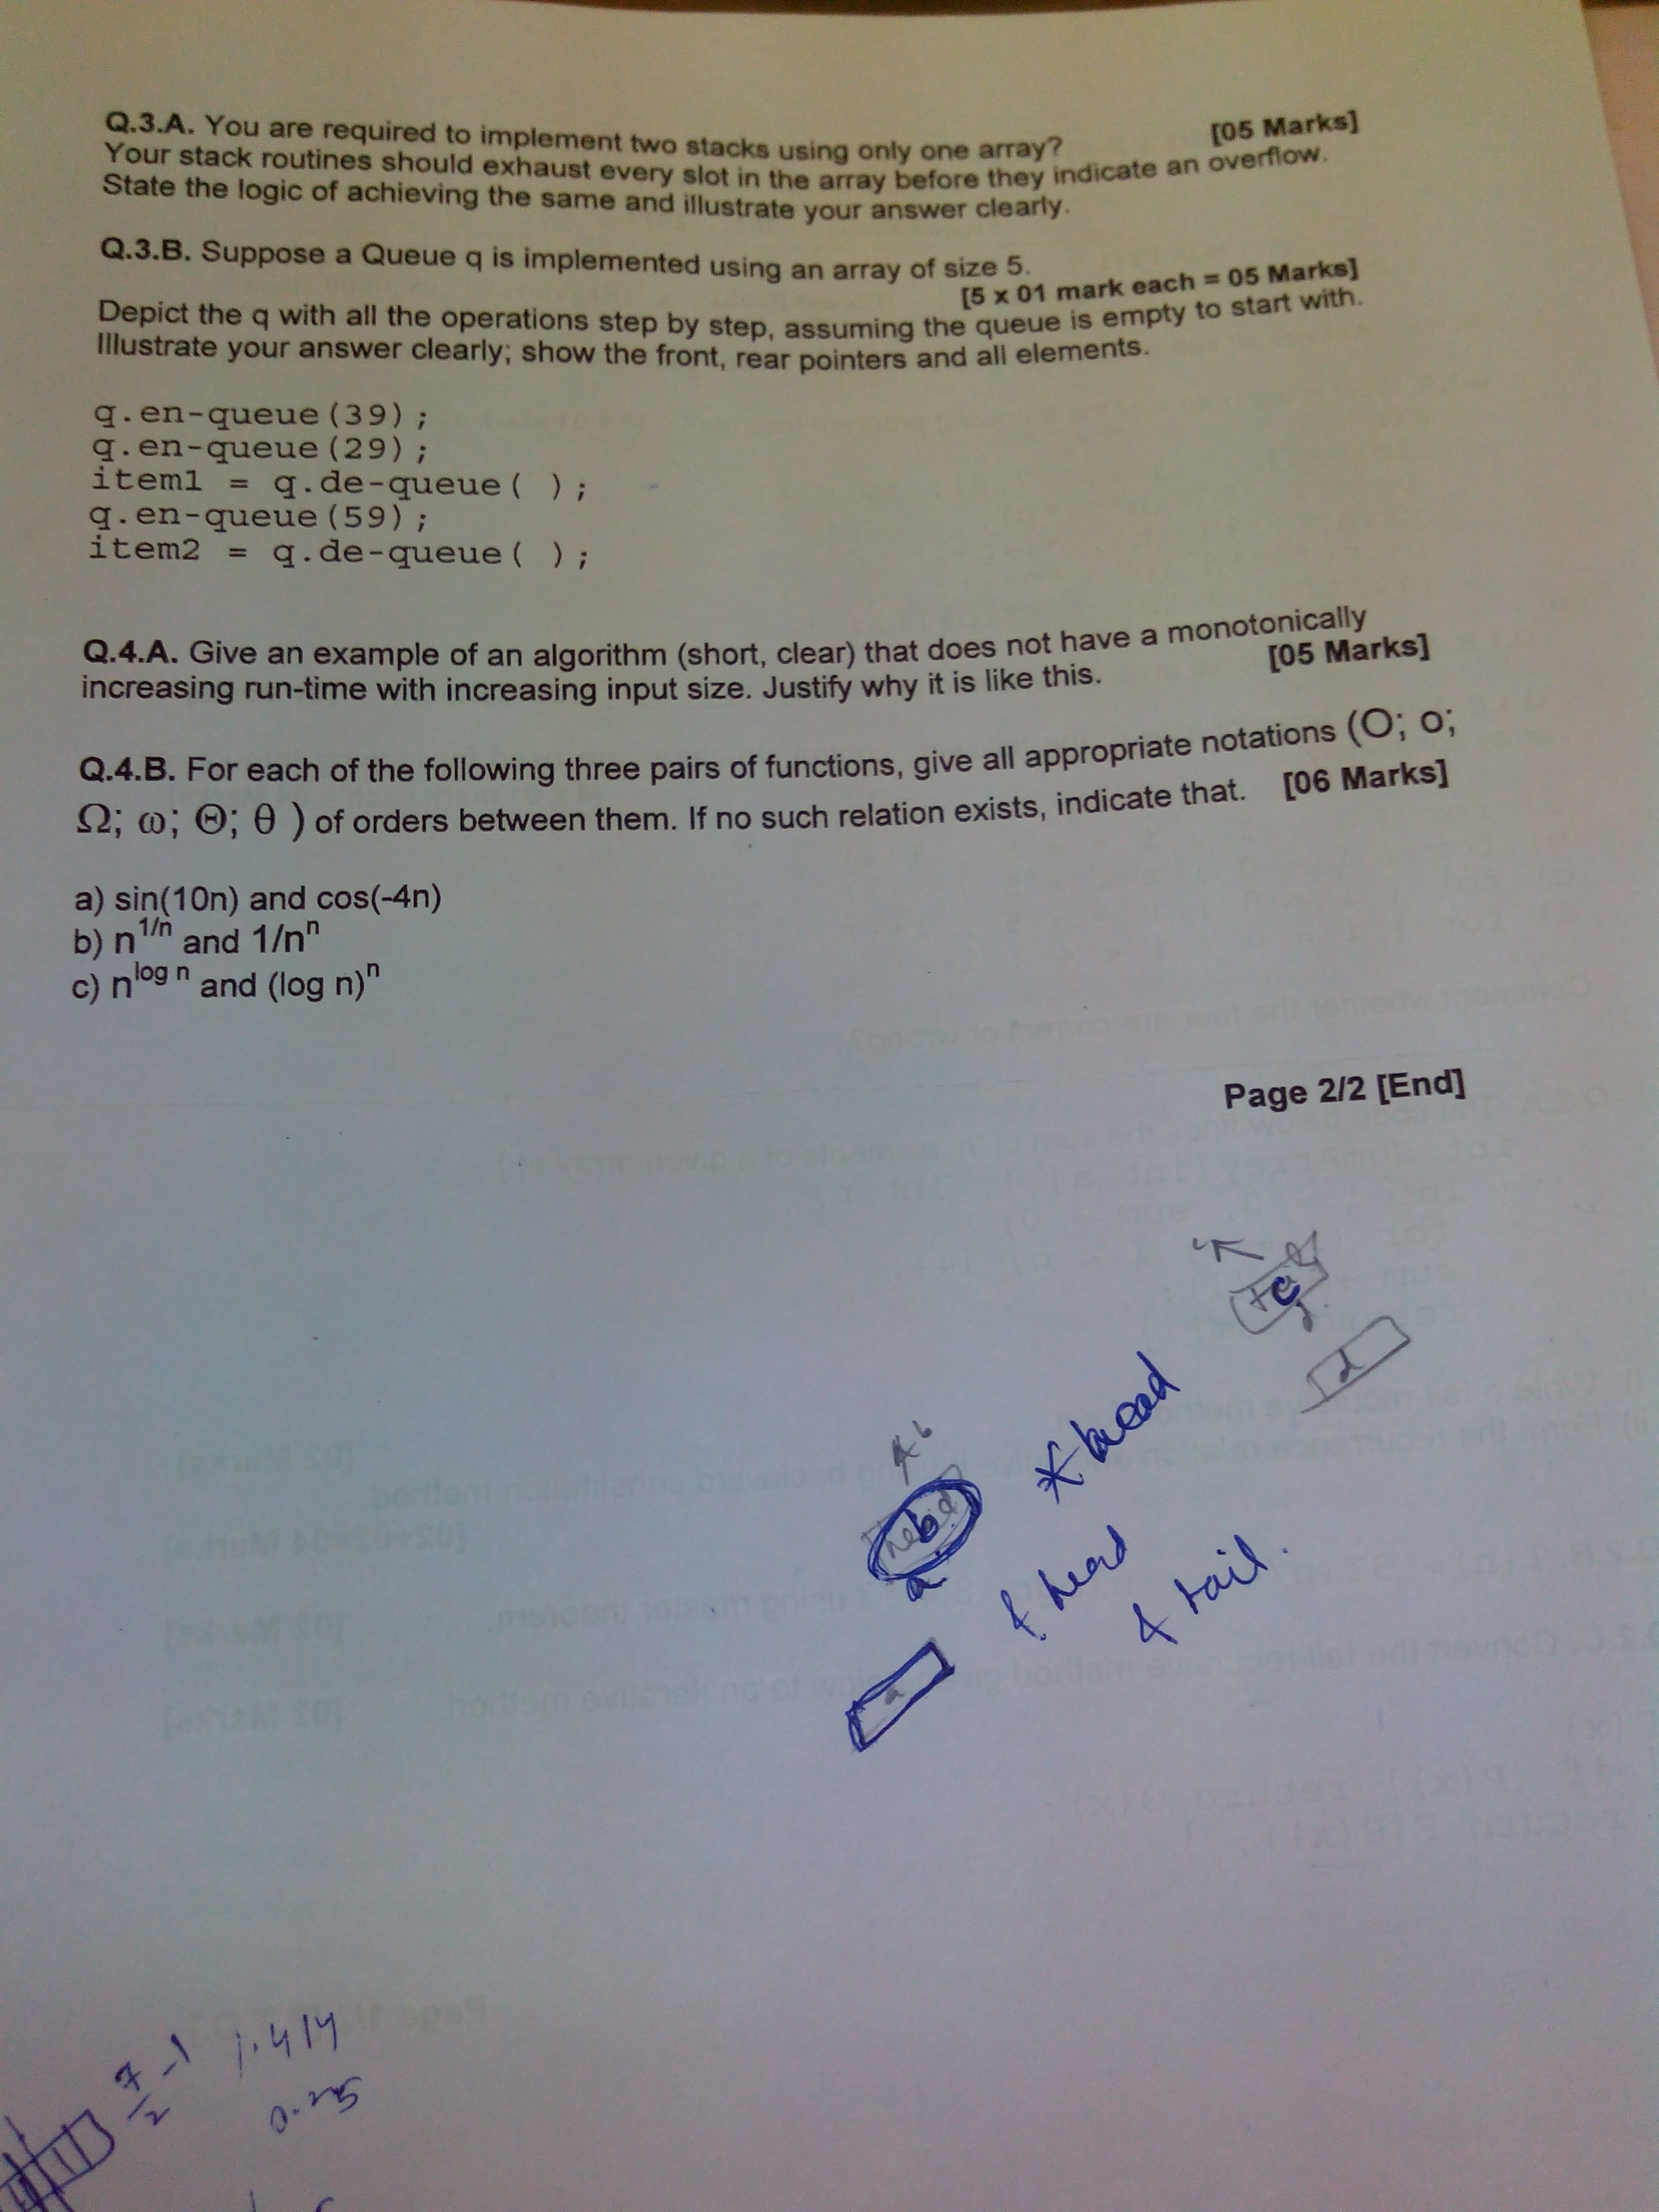 Q.3.A. You are required to implement two stacks using only one array? [05 Marks]
Your stack routines should exhaust every slot in the array before they indicate an overflow.
State the logic of achieving the same and illustrate your answer clearly.
Q.3.B. Suppose a Queue q is implemented using an array of size 5.
[5 x 01 mark each = 05 Marks]
Depict the q with all the operations step by step, assuming the queue is empty to start with.
Illustrate your answer clearly; show the front, rear pointers and all elements.
q.en-queue(39);
q.en-queue(29);
item1 = q.de-queue( );
q.en-queue(59);
item2 = q.de-queue( );
Q.4.A. Give an example of an algorithm (short, clear) that does not have a monotonically
increasing run-time with increasing input size. Justify why it is like this. [05 Marks]
Q.4.B. For each of the following three pairs of functions, give all appropriate notations (O; o;
Ω; ω; Θ; θ ) of orders between them. If no such relation exists, indicate that. [06 Marks]
a) sin(10n) and cos(-4n)
b) n^1/n and 1/n^n
c) n^log n and (log n)^n
Page 2/2 [End]
c
d
*head
b
a
& head
& tail.
a
7/2 -1 1.414
0.25